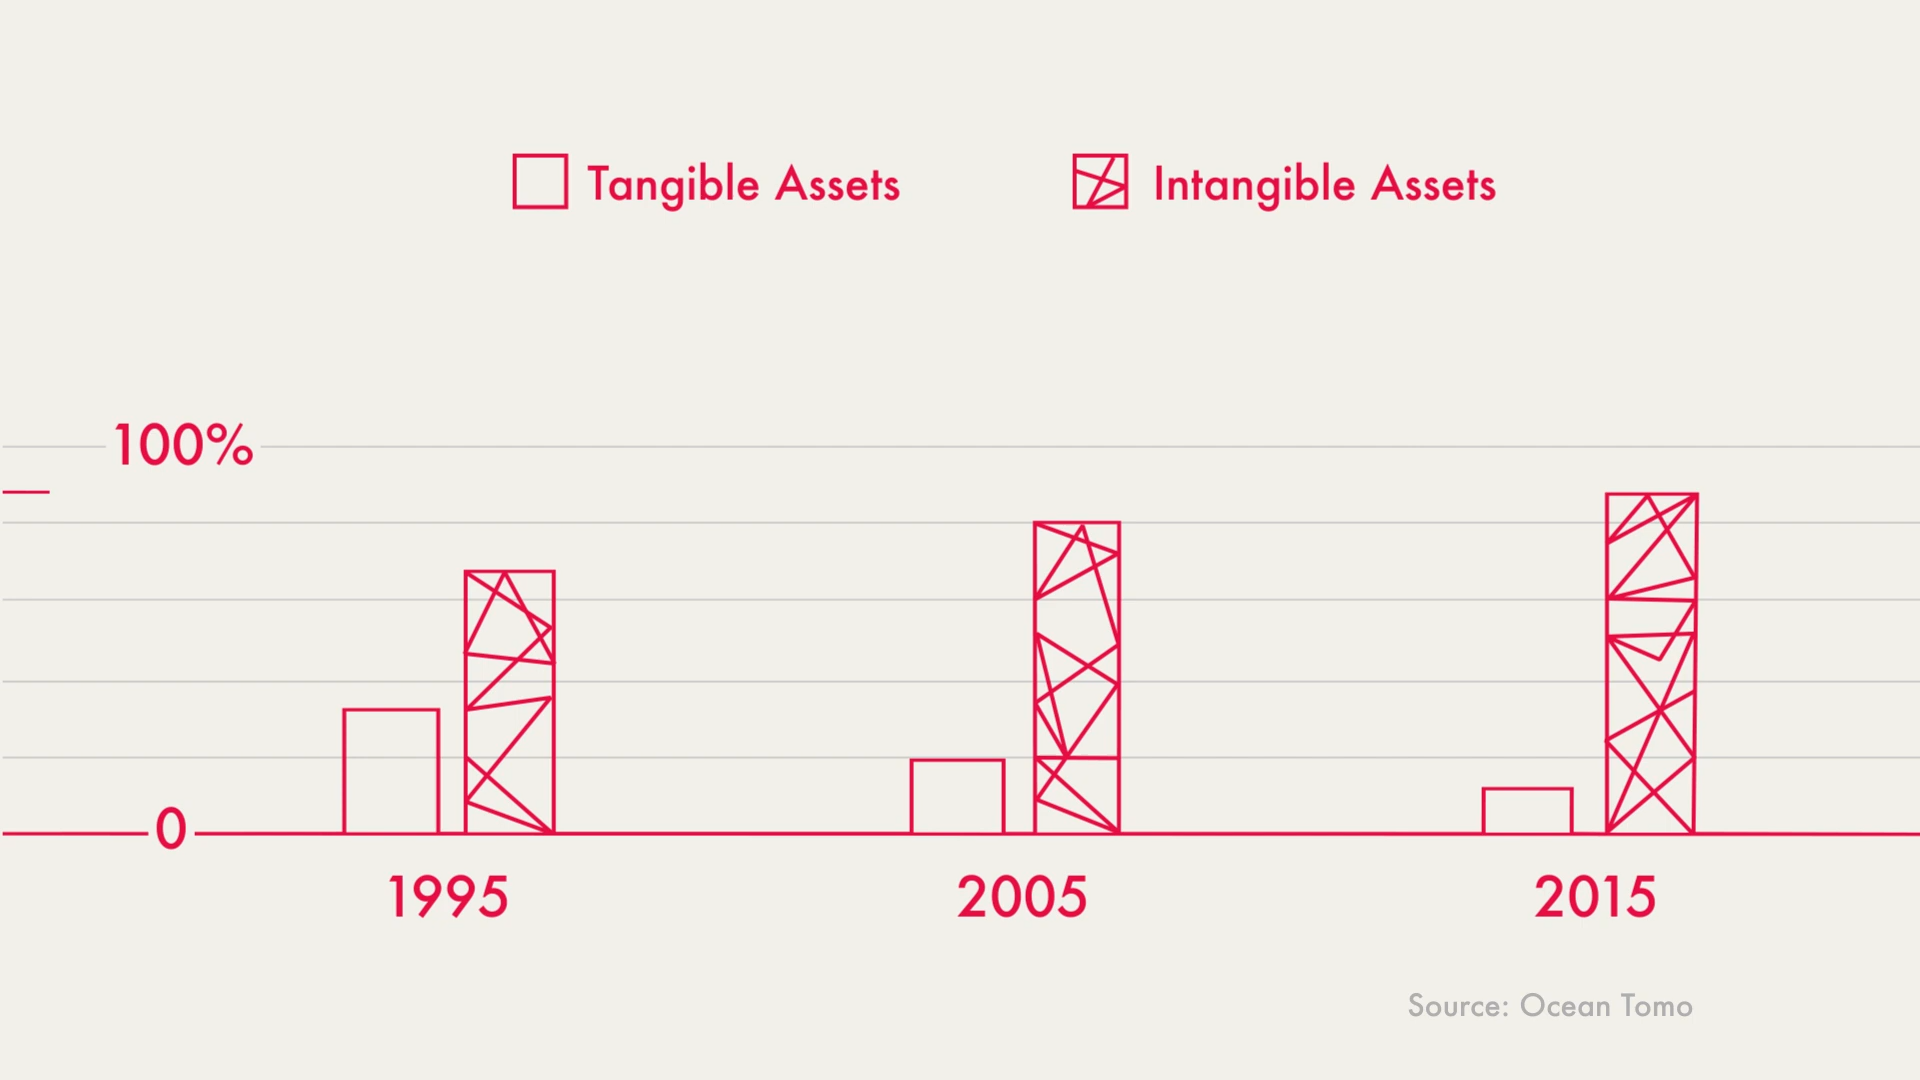 Tangible Assets
Intangible Assets
100%
0
1995
2005
2015
Source: Ocean Tomo